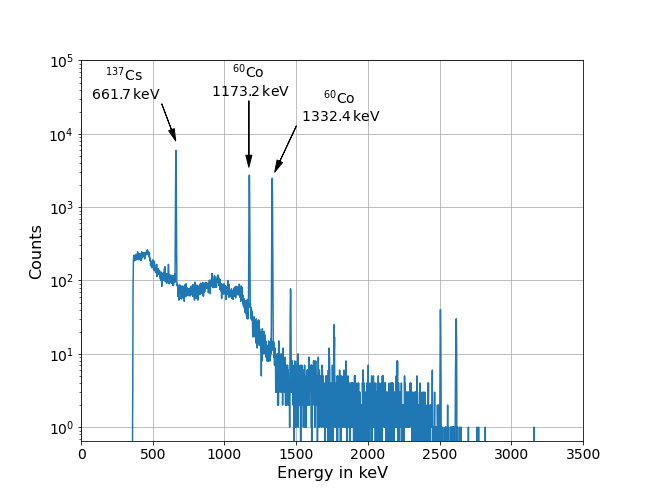 ¹³⁷Cs
661.7 keV
⁶⁰Co
1173.2 keV
⁶⁰Co
1332.4 keV
10⁵
10⁴
10³
10²
10¹
10⁰
Counts
0 500 1000 1500 2000 2500 3000 3500
Energy in keV